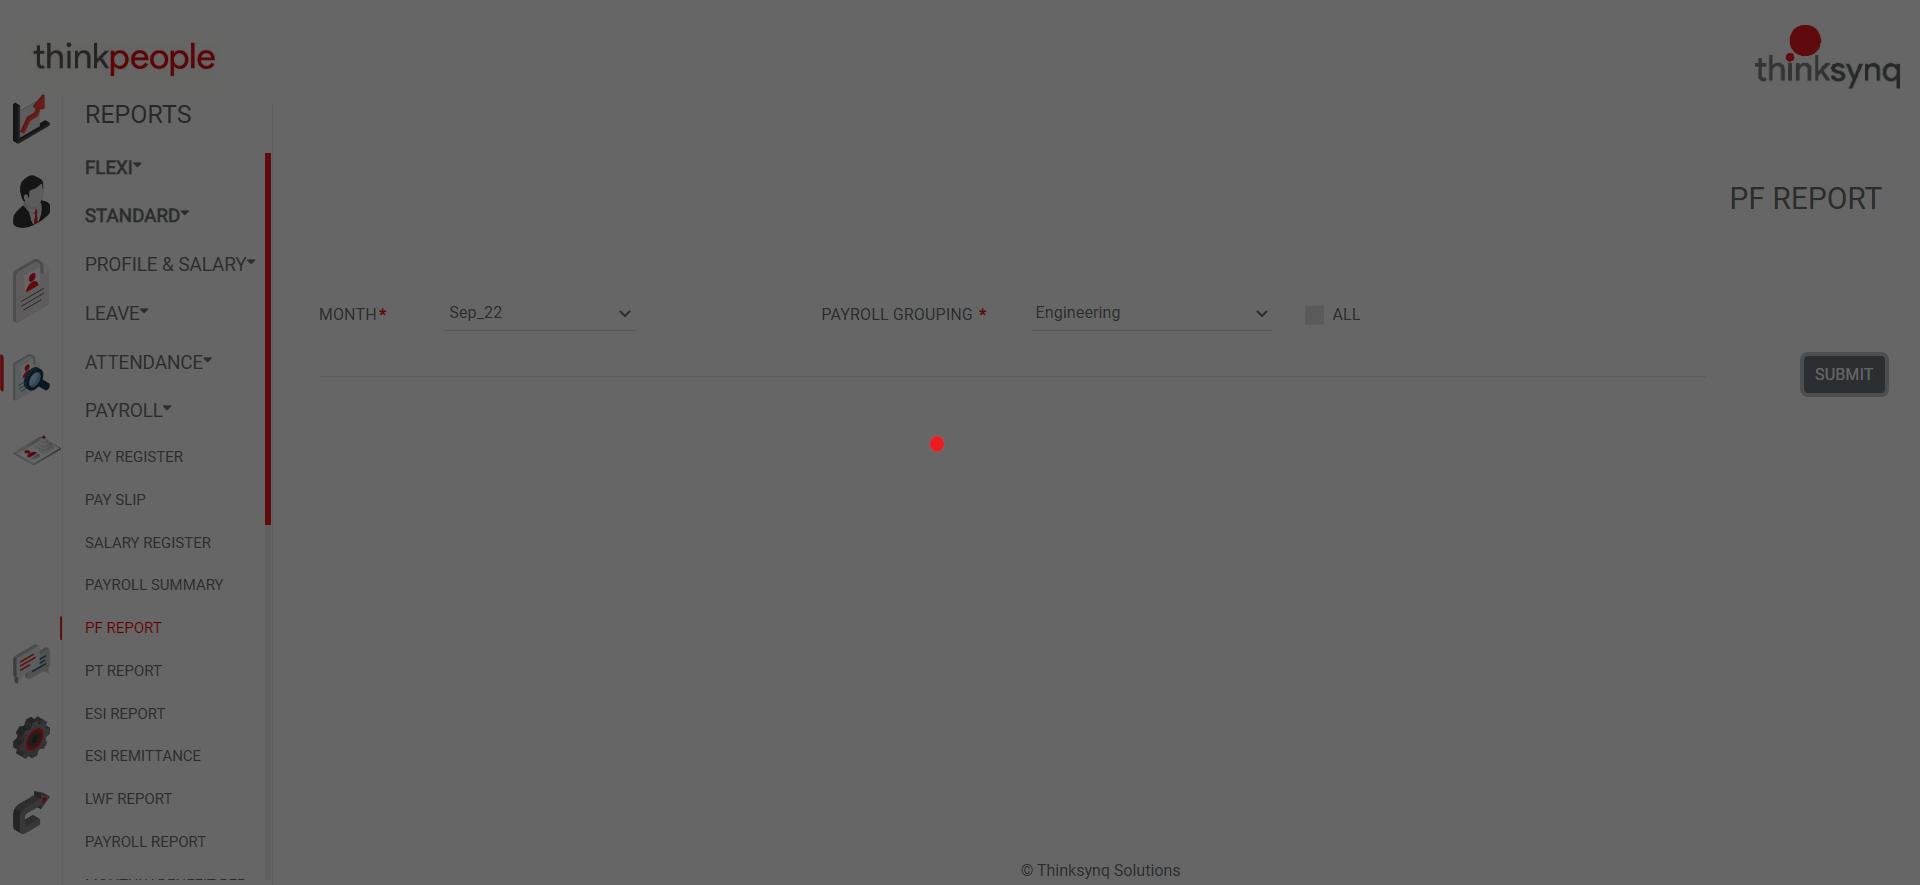 thinkpeople
thinksynq
REPORTS
FLEXI
STANDARD
PROFILE & SALARY
LEAVE
ATTENDANCE
PAYROLL
PAY REGISTER
PAY SLIP
SALARY REGISTER
PAYROLL SUMMARY
PF REPORT
PT REPORT
ESI REPORT
ESI REMITTANCE
LWF REPORT
PAYROLL REPORT
PF REPORT
MONTH* Sep_22 PAYROLL GROUPING * Engineering ALL
SUBMIT
© Thinksynq Solutions